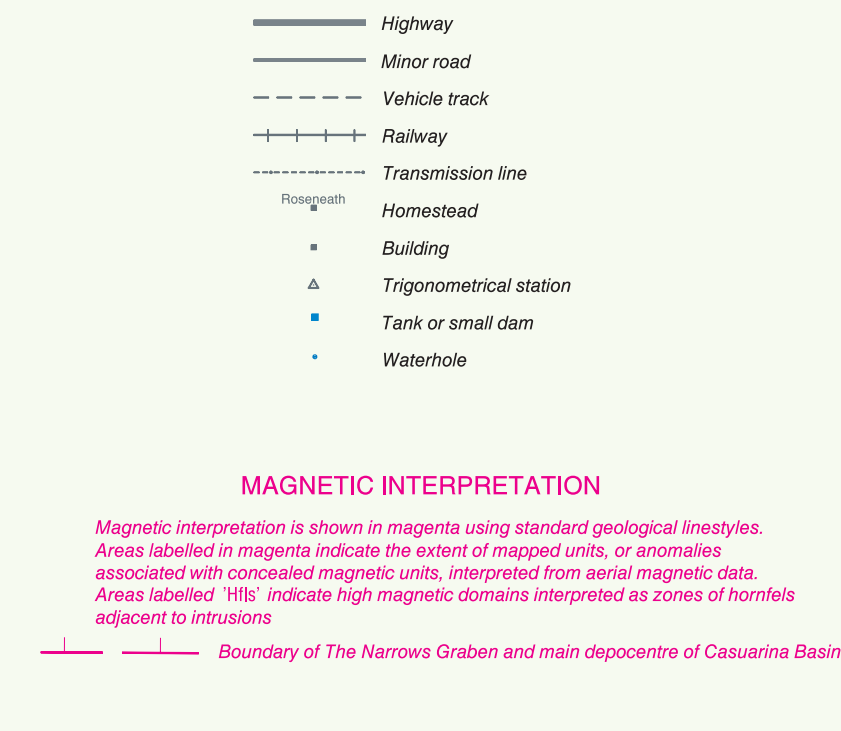 Highway
Minor road
Vehicle track
Railway
Transmission line
Roseneath
Homestead
Building
Trigonometrical station
Tank or small dam
Waterhole
MAGNETIC INTERPRETATION
Magnetic interpretation is shown in magenta using standard geological linestyles.
Areas labelled in magenta indicate the extent of mapped units, or anomalies
associated with concealed magnetic units, interpreted from aerial magnetic data.
Areas labelled 'Hfls' indicate high magnetic domains interpreted as zones of hornfels
adjacent to intrusions
Boundary of The Narrows Graben and main depocentre of Casuarina Basin